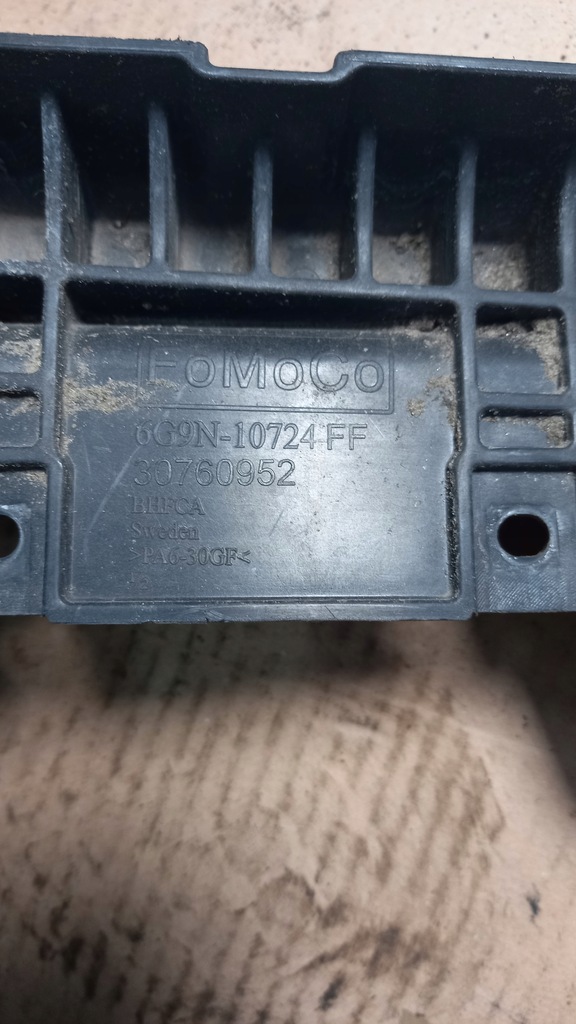 FoMoCo
6G9N-10724 FF
30760952
BHFCA
Sweden
>PA6-30GF<